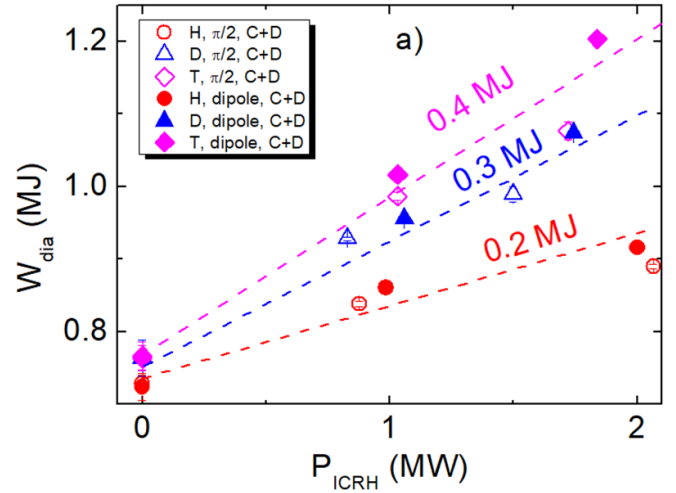 a)
H, π/2, C+D
D, π/2, C+D
T, π/2, C+D
H, dipole, C+D
D, dipole, C+D
T, dipole, C+D
0.4 MJ
0.3 MJ
0.2 MJ
1.2
1.0
0.8
W_dia (MJ)
0
1
2
P_ICRH (MW)